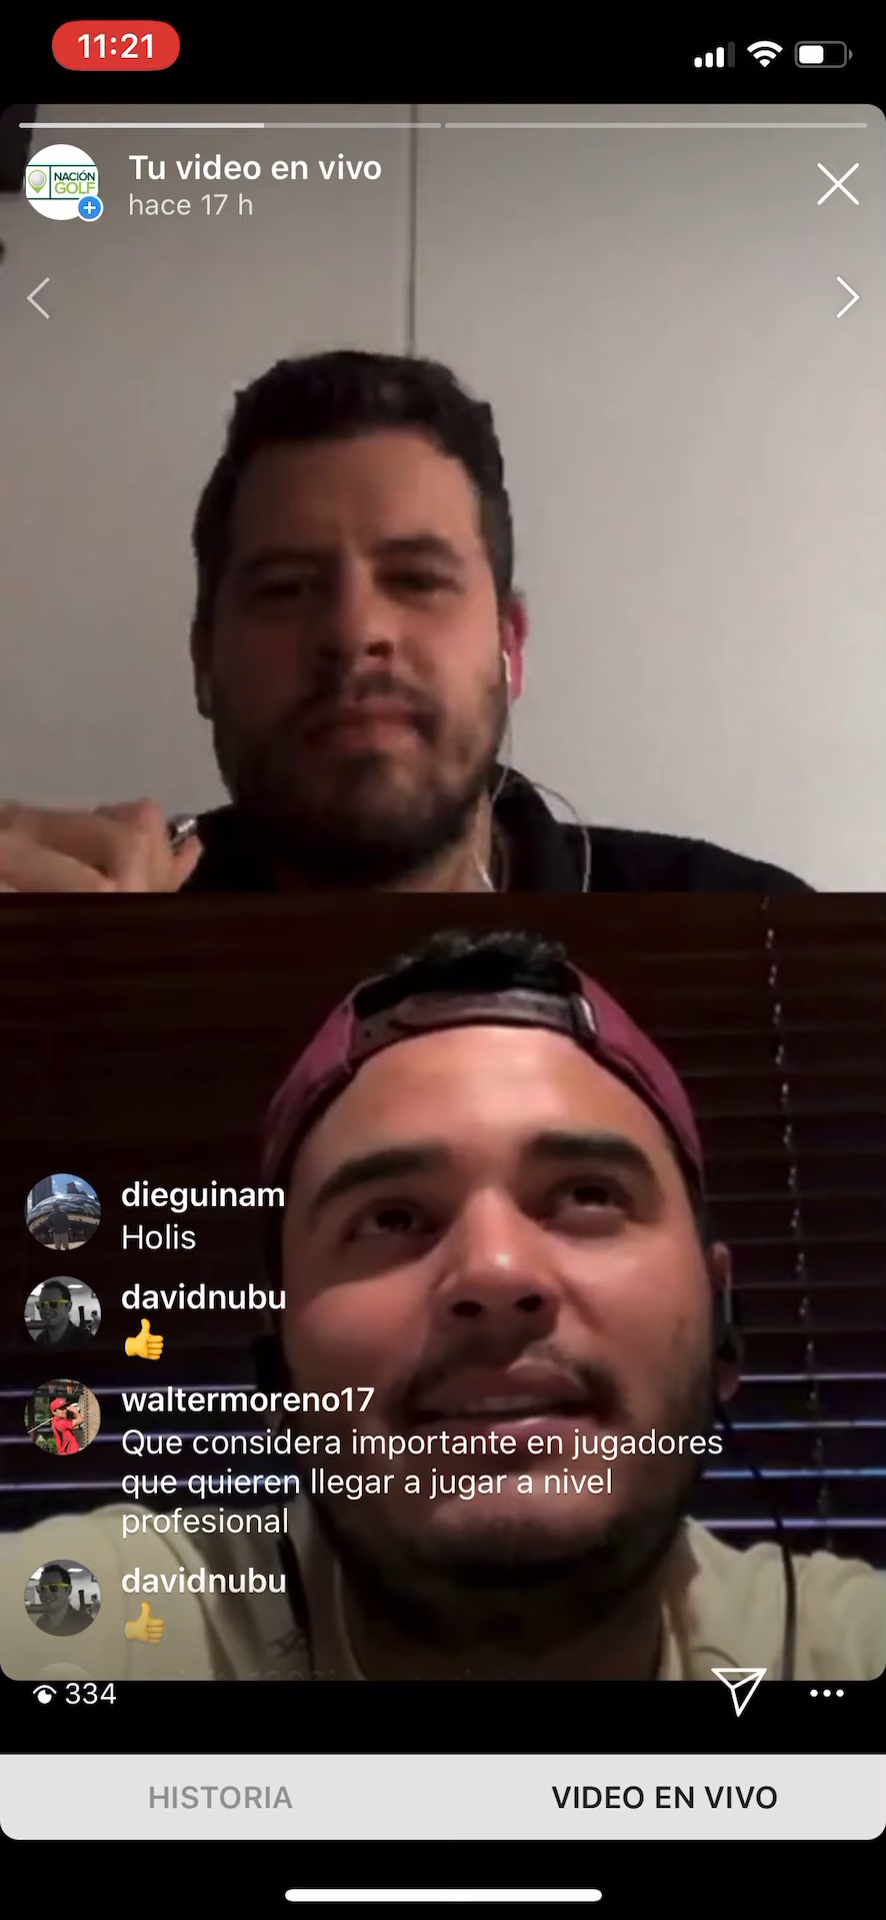 11:21
NACIÓN
GOLF
Tu video en vivo
hace 17 h
dieguinam
Holis
davidnubu
👍
waltermoreno17
Que considera importante en jugadores
que quieren llegar a jugar a nivel
profesional
davidnubu
👍
334
HISTORIA
VIDEO EN VIVO